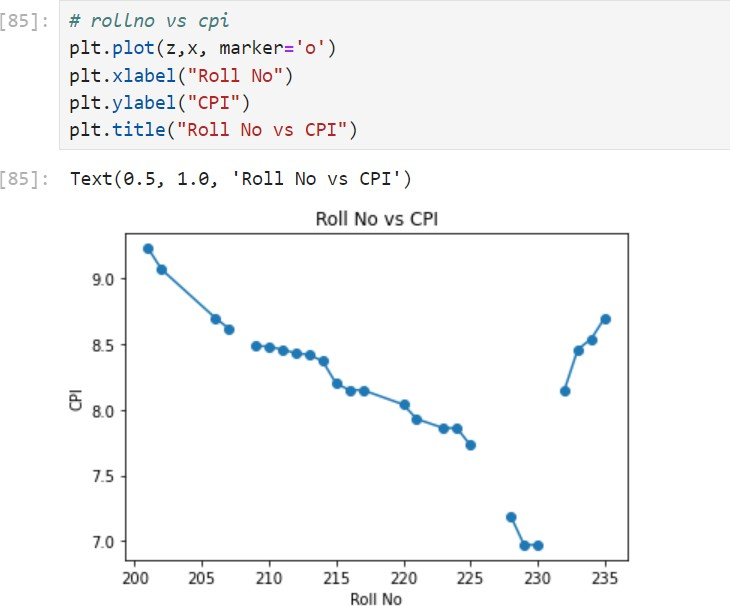 [85]: # rollno vs cpi
plt.plot(z,x, marker='o')
plt.xlabel("Roll No")
plt.ylabel("CPI")
plt.title("Roll No vs CPI")
[85]: Text(0.5, 1.0, 'Roll No vs CPI')
Roll No vs CPI
9.0
8.5
8.0
7.5
7.0
CPI
200 205 210 215 220 225 230 235
Roll No